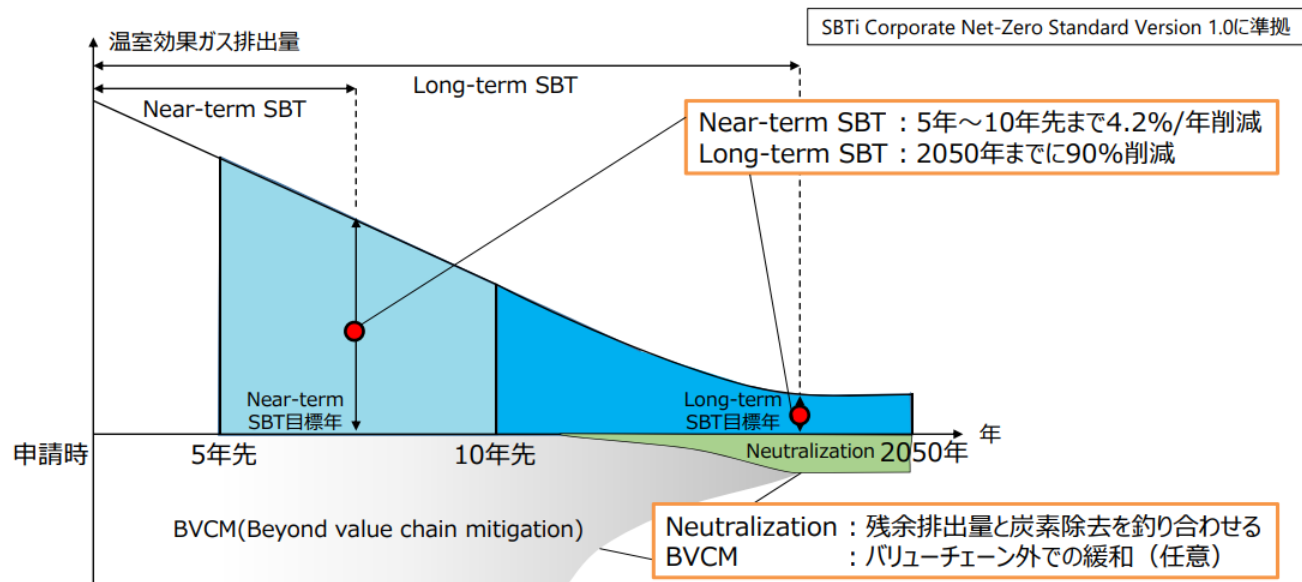 SBTi Corporate Net-Zero Standard Version 1.0に準拠
温室効果ガス排出量
Long-term SBT
Near-term SBT
Near-term SBT：5年～10年先まで4.2%/年削減
Long-term SBT：2050年までに90%削減
Near-term
SBT目標年
Long-term
SBT目標年
申請時
5年先
10年先
Neutralization
2050年
年
BVCM(Beyond value chain mitigation)
Neutralization：残余排出量と炭素除去を釣り合わせる
BVCM：バリューチェーン外での緩和（任意）